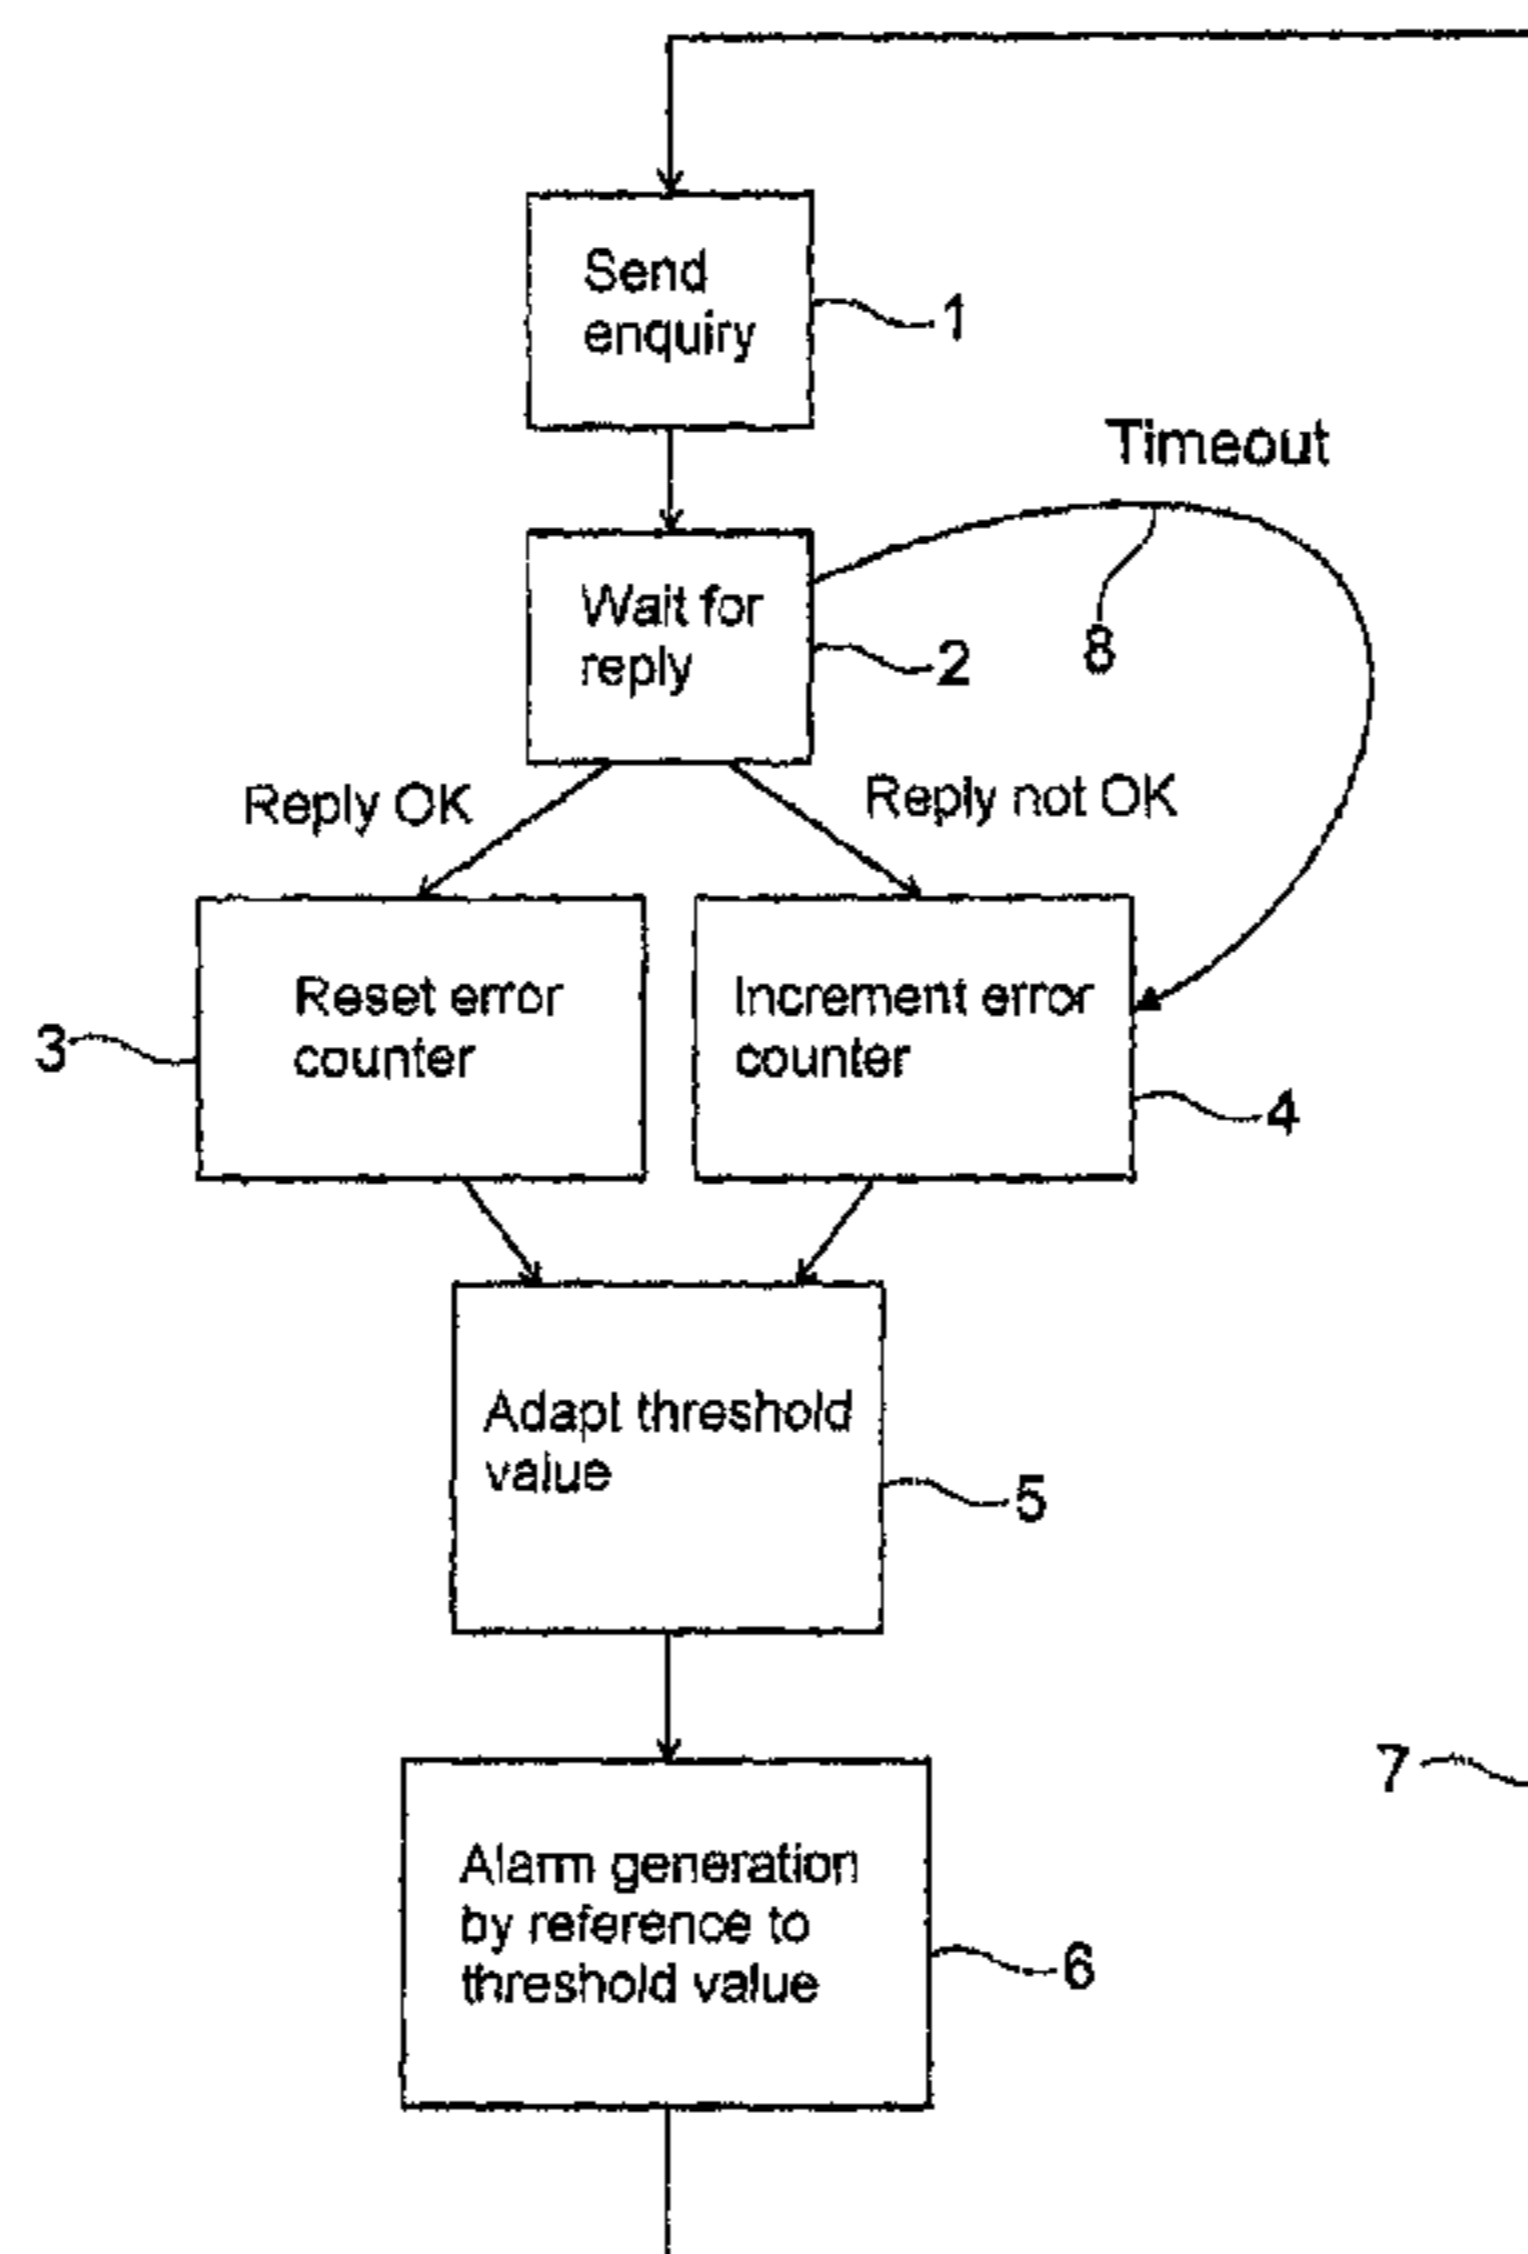 Send
enquiry
1
Timeout
8
Wait for
reply
2
Reply OK
Reply not OK
Reset error
counter
3
Increment error
counter
4
Adapt threshold
value
5
7
Alarm generation
by reference to
threshold value
6